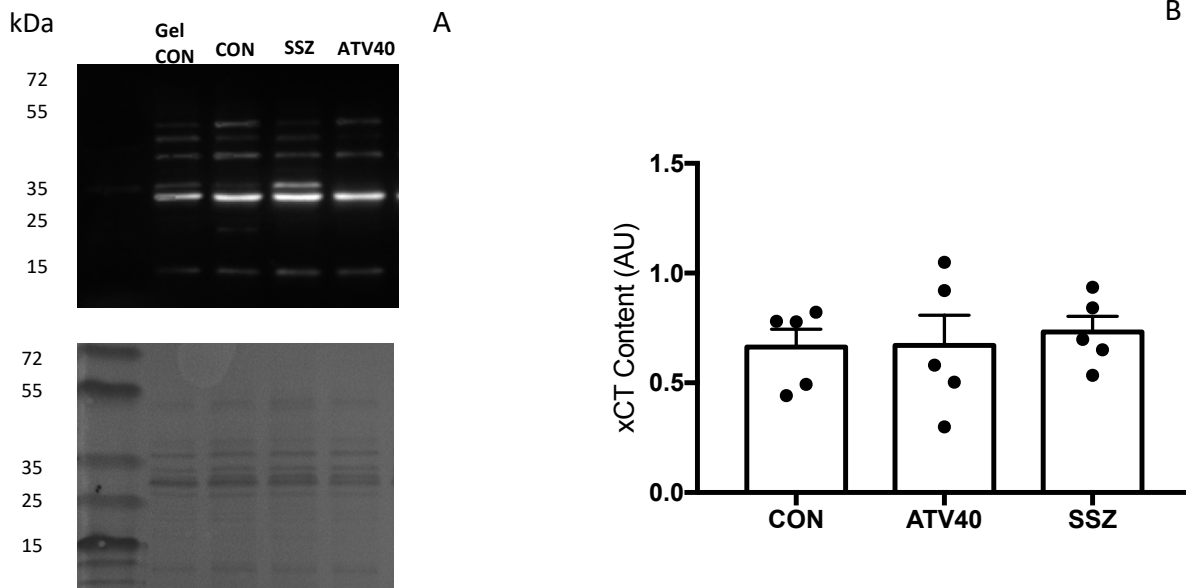 kDa
A
Gel
CON
CON
SSZ
ATV40
72
55
35
25
15
72
55
35
25
15
B
xCT Content (AU)
1.5
1.0
0.5
0.0
CON
ATV40
SSZ